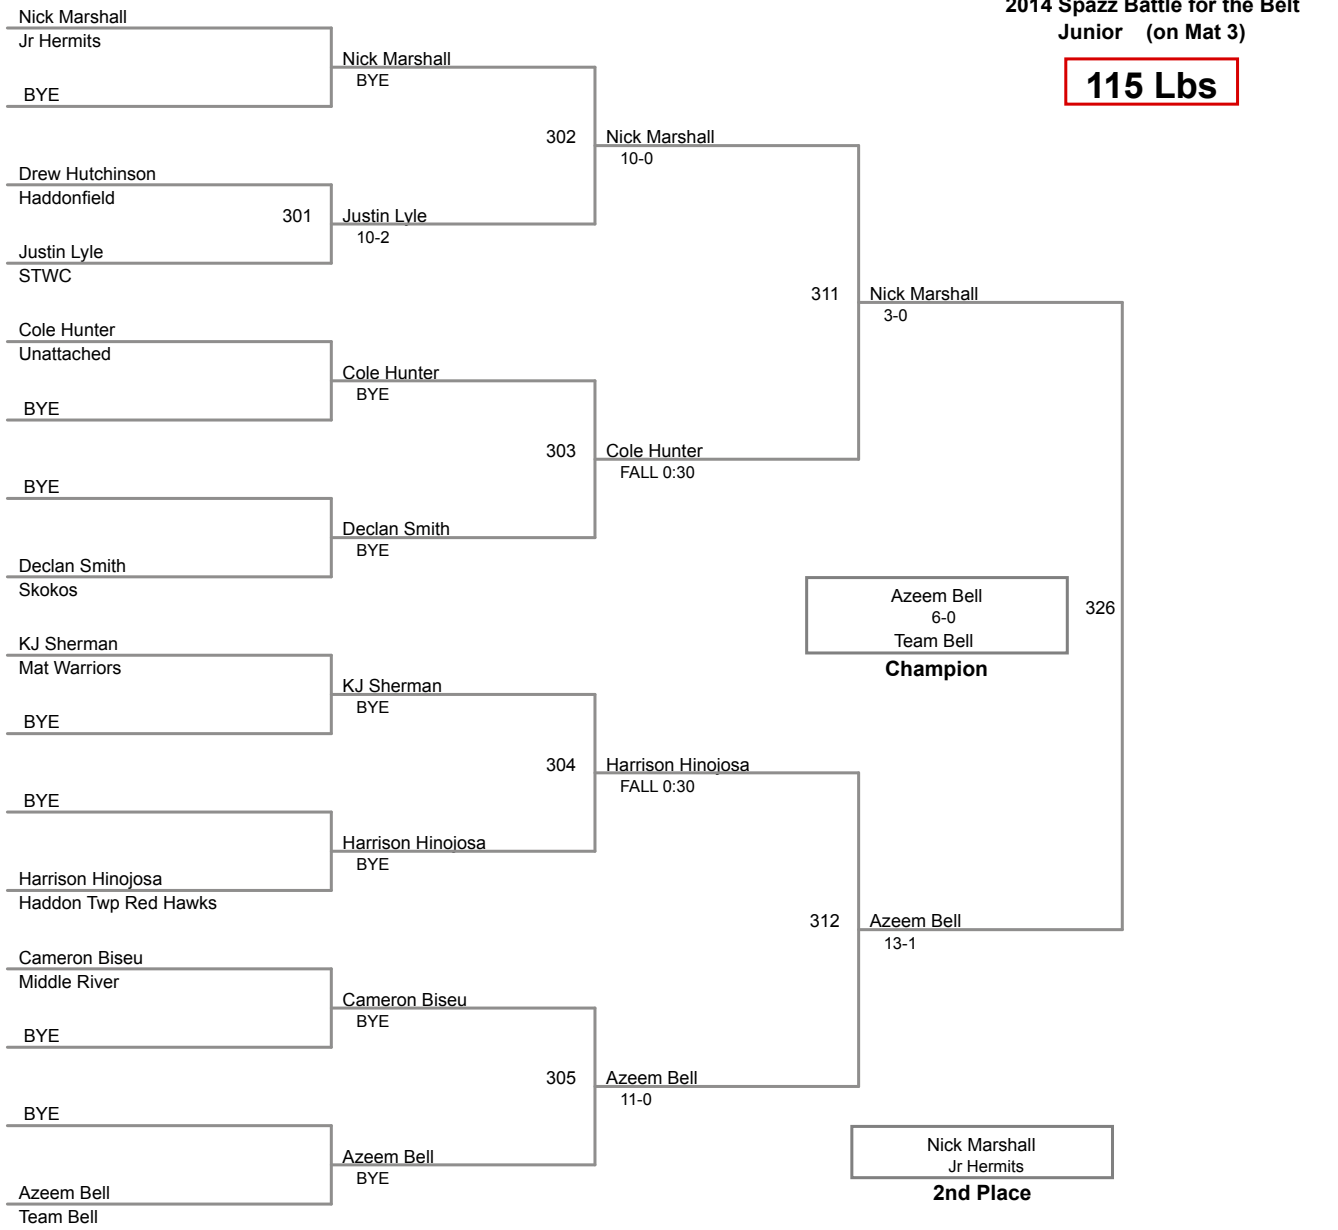 2014 Spazz Battle for the Belt
Junior (on Mat 3)
115 Lbs
Nick Marshall
Jr Hermits
BYE
Drew Hutchinson
Haddonfield
Justin Lyle
STWC
Cole Hunter
Unattached
BYE
BYE
Declan Smith
Skokos
KJ Sherman
Mat Warriors
BYE
BYE
Harrison Hinojosa
Haddon Twp Red Hawks
Cameron Biseu
Middle River
BYE
BYE
Azeem Bell
Team Bell
Nick Marshall
BYE
301
Justin Lyle
10-2
Cole Hunter
BYE
Declan Smith
BYE
KJ Sherman
BYE
Harrison Hinojosa
BYE
Cameron Biseu
BYE
Azeem Bell
BYE
302
Nick Marshall
10-0
303
Cole Hunter
FALL 0:30
304
Harrison Hinojosa
FALL 0:30
305
Azeem Bell
11-0
311
Nick Marshall
3-0
312
Azeem Bell
13-1
326
Azeem Bell
6-0
Team Bell
Champion
Nick Marshall
Jr Hermits
2nd Place